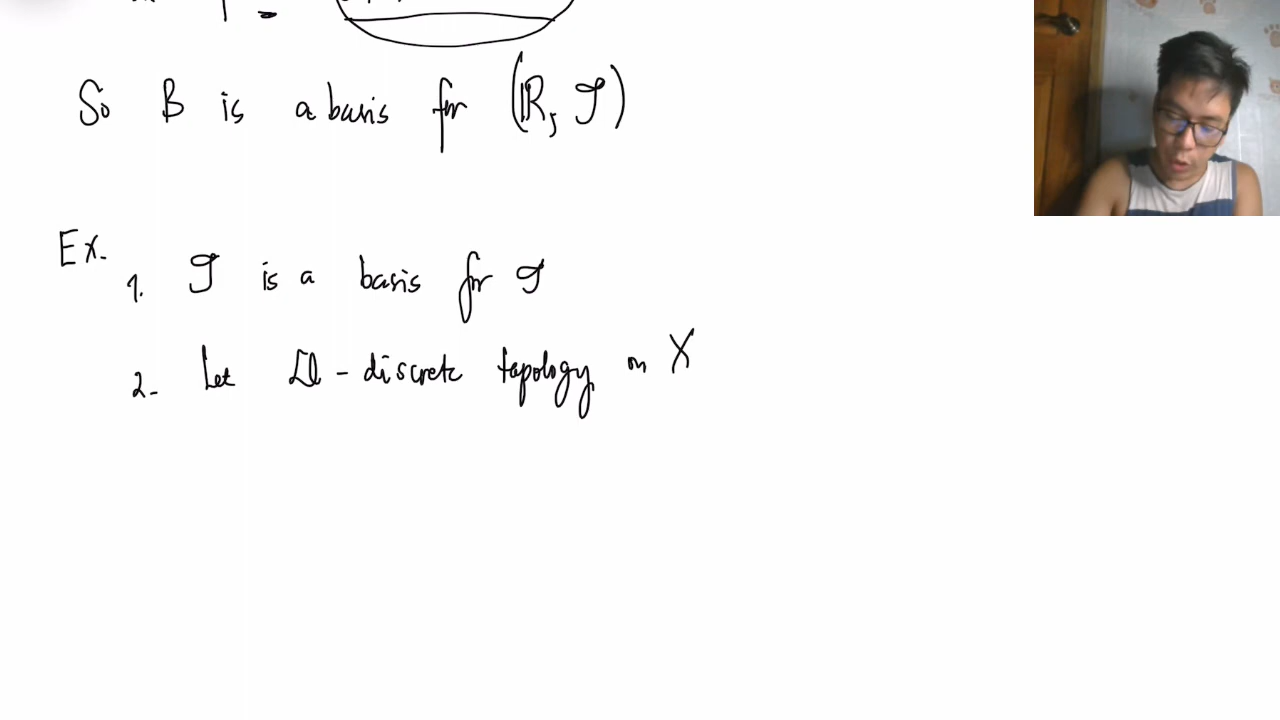 So B is a basis for (ℝ, 𝒯)
Ex.
1. 𝒯 is a basis for 𝒯
2. Let 𝒟 - discrete topology on X